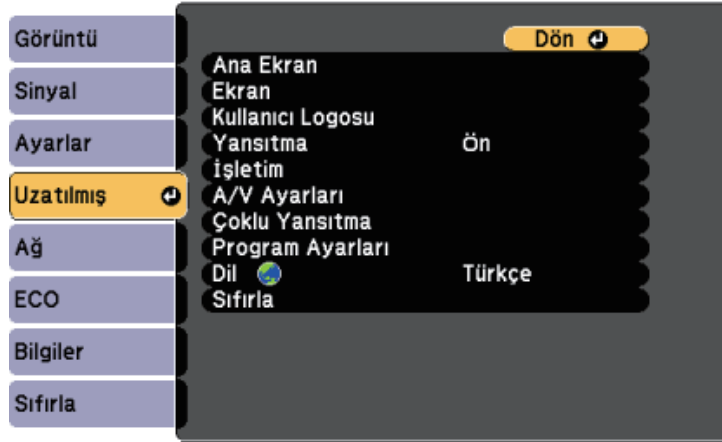 Görüntü
Sinyal
Ayarlar
Uzatılmış
Ağ
ECO
Bilgiler
Sıfırla
Dön
Ana Ekran
Ekran
Kullanıcı Logosu
Yansıtma Ön
İşletim
A/V Ayarları
Çoklu Yansıtma
Program Ayarları
Dil Türkçe
Sıfırla